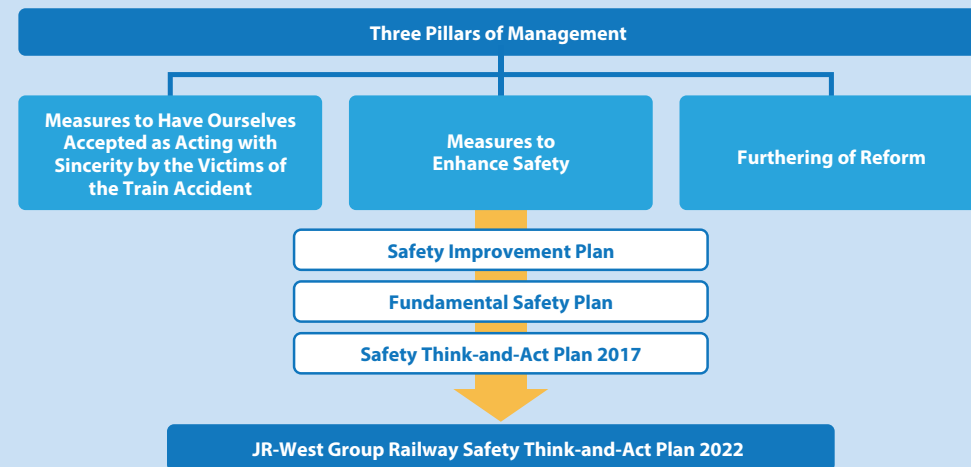 Three Pillars of Management
Measures to Have Ourselves
Accepted as Acting with
Sincerity by the Victims of
the Train Accident
Measures to
Enhance Safety
Furthering of Reform
Safety Improvement Plan
Fundamental Safety Plan
Safety Think-and-Act Plan 2017
JR-West Group Railway Safety Think-and-Act Plan 2022